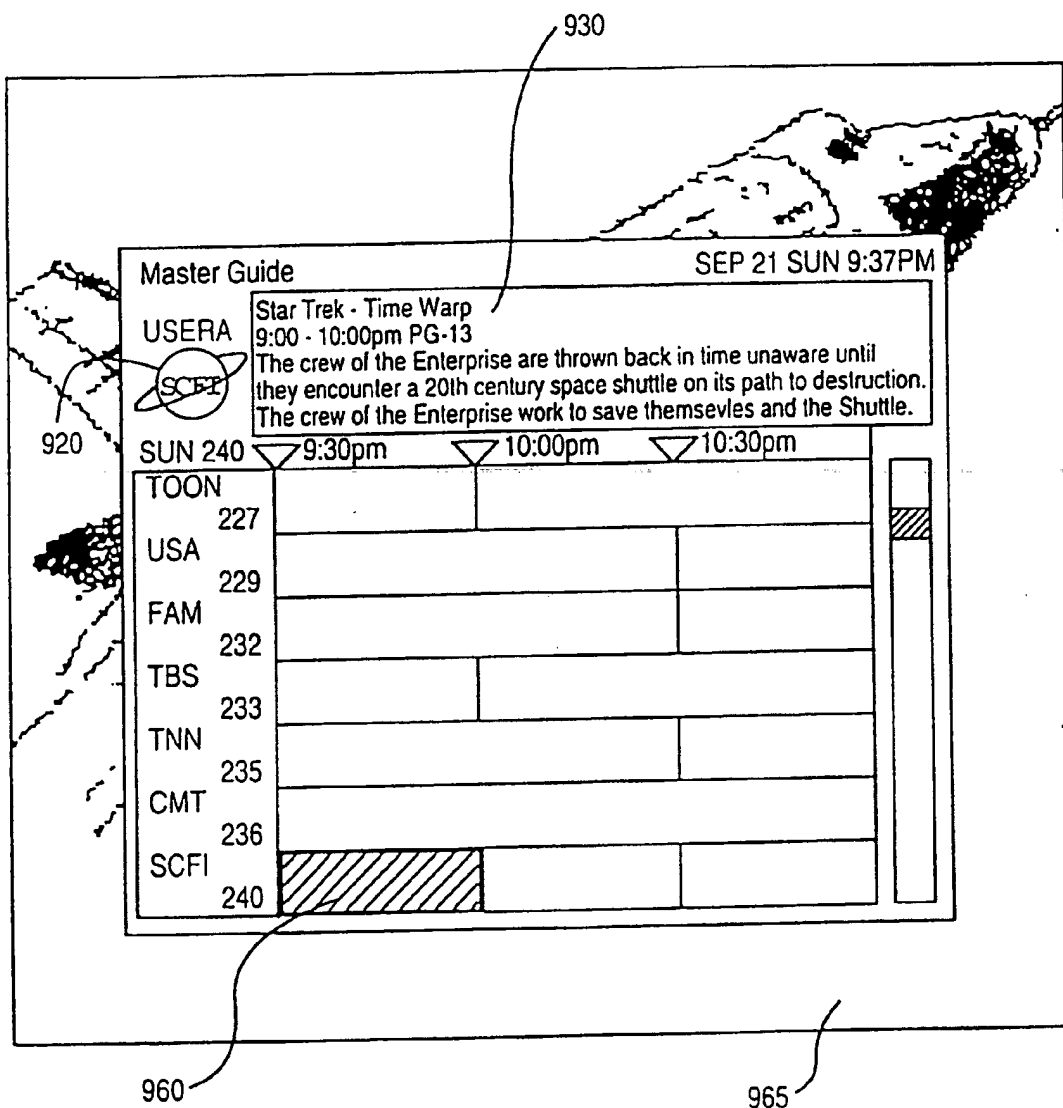 930
Master Guide
SEP 21 SUN 9:37PM
USERA
SCFI
Star Trek - Time Warp
9:00 - 10:00pm PG-13
The crew of the Enterprise are thrown back in time unaware until
they encounter a 20th century space shuttle on its path to destruction.
The crew of the Enterprise work to save themsevles and the Shuttle.
920
SUN 240 9:30pm 10:00pm 10:30pm
TOON
227
USA
229
FAM
232
TBS
233
TNN
235
CMT
236
SCFI
240
960
965